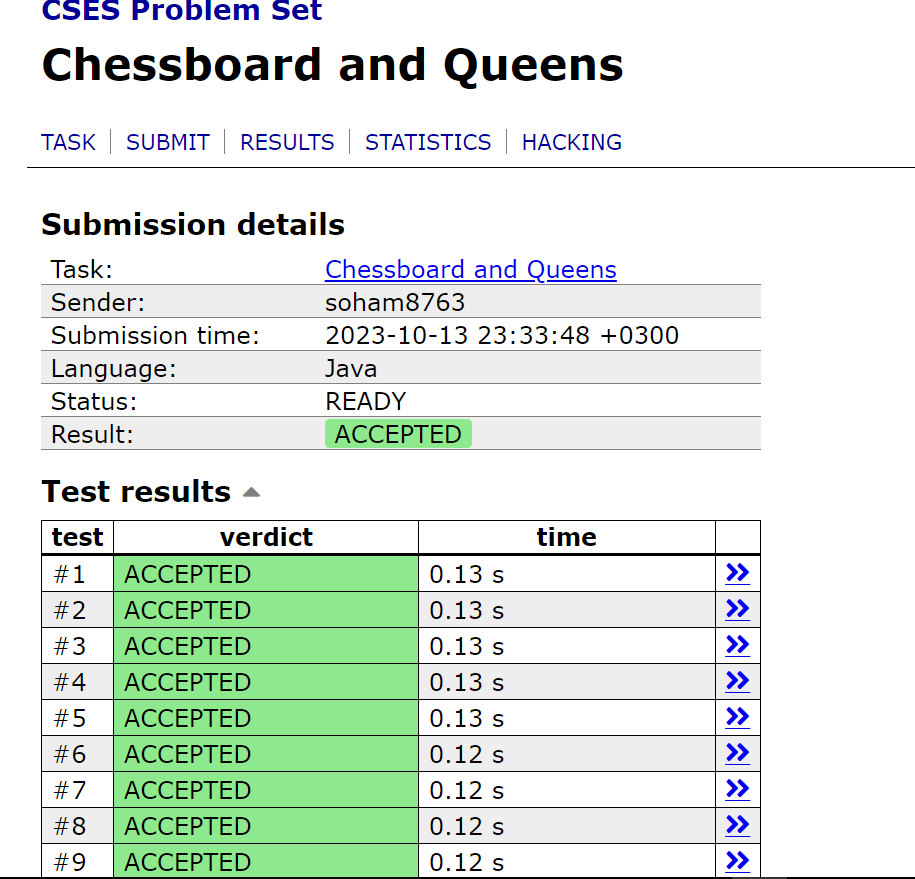 CSES Problem Set
Chessboard and Queens
TASK SUBMIT RESULTS STATISTICS HACKING
Submission details
Task: Chessboard and Queens
Sender: soham8763
Submission time: 2023-10-13 23:33:48 +0300
Language: Java
Status: READY
Result: ACCEPTED
Test results
test verdict time
#1 ACCEPTED 0.13 s »
#2 ACCEPTED 0.13 s »
#3 ACCEPTED 0.13 s »
#4 ACCEPTED 0.13 s »
#5 ACCEPTED 0.13 s »
#6 ACCEPTED 0.12 s »
#7 ACCEPTED 0.12 s »
#8 ACCEPTED 0.12 s »
#9 ACCEPTED 0.12 s »